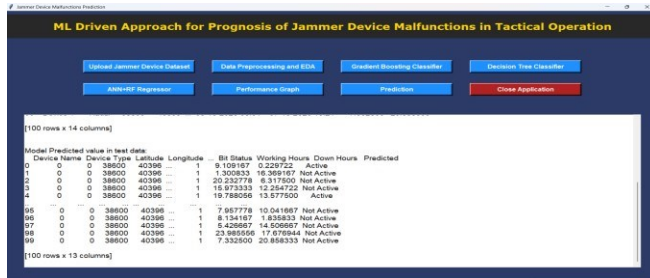 Jammer Device Malfunctions Prediction
ML Driven Approach for Prognosis of Jammer Device Malfunctions in Tactical Operation
Upload Jammer Device Dataset Data Preprocessing and EDA Gradient Boosting Classifier Decision Tree Classifier
ANN+RF Regressor Performance Graph Prediction Close Application
[100 rows x 14 columns]
Model Predicted value in test data:
Device Name Device Type Latitude Longitude ... Bit Status Working Hours Down Hours Predicted
0 0 0 38600 40396 ... 1 9.109167 0.229722 Active
1 0 0 38600 40396 ... 1 1.300833 16.369167 Not Active
2 0 0 38600 40396 ... 1 20.232778 6.317500 Not Active
3 0 0 38600 40396 ... 1 15.973333 12.254722 Not Active
4 0 0 38600 40396 ... 1 19.788056 13.577500 Active
... ... ... ... ... ... ... ... ... ...
95 0 0 38600 40396 ... 1 7.957778 10.041667 Not Active
96 0 0 38600 40396 ... 1 8.134167 1.835833 Not Active
97 0 0 38600 40396 ... 1 5.426667 14.506667 Not Active
98 0 0 38600 40396 ... 1 23.985556 17.676944 Not Active
99 0 0 38600 40396 ... 1 7.332500 20.858333 Not Active
[100 rows x 13 columns]